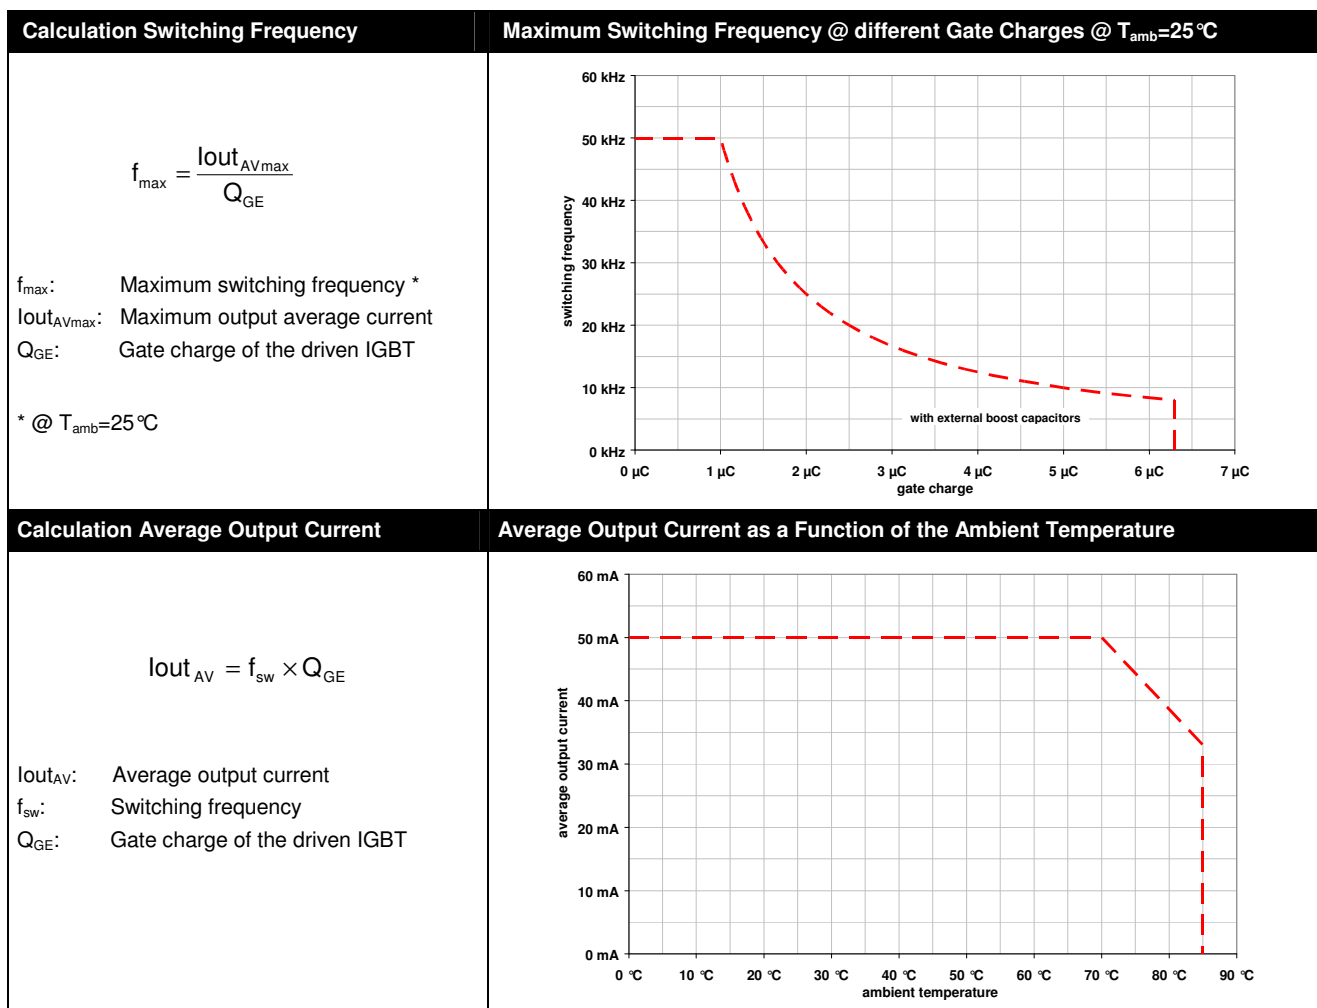 Calculation Switching Frequency
Maximum Switching Frequency @ different Gate Charges @ Tamb=25°C
fmax = IoutAVmax / QGE
fmax: Maximum switching frequency *
IoutAVmax: Maximum output average current
QGE: Gate charge of the driven IGBT
* @ Tamb=25°C
60 kHz
50 kHz
40 kHz
30 kHz
20 kHz
10 kHz
0 kHz
switching frequency
with external boost capacitors
0 µC 1 µC 2 µC 3 µC 4 µC 5 µC 6 µC 7 µC
gate charge
Calculation Average Output Current
Average Output Current as a Function of the Ambient Temperature
IoutAV = fsw × QGE
IoutAV: Average output current
fsw: Switching frequency
QGE: Gate charge of the driven IGBT
60 mA
50 mA
40 mA
30 mA
20 mA
10 mA
0 mA
average output current
0 °C 10 °C 20 °C 30 °C 40 °C 50 °C 60 °C 70 °C 80 °C 90 °C
ambient temperature